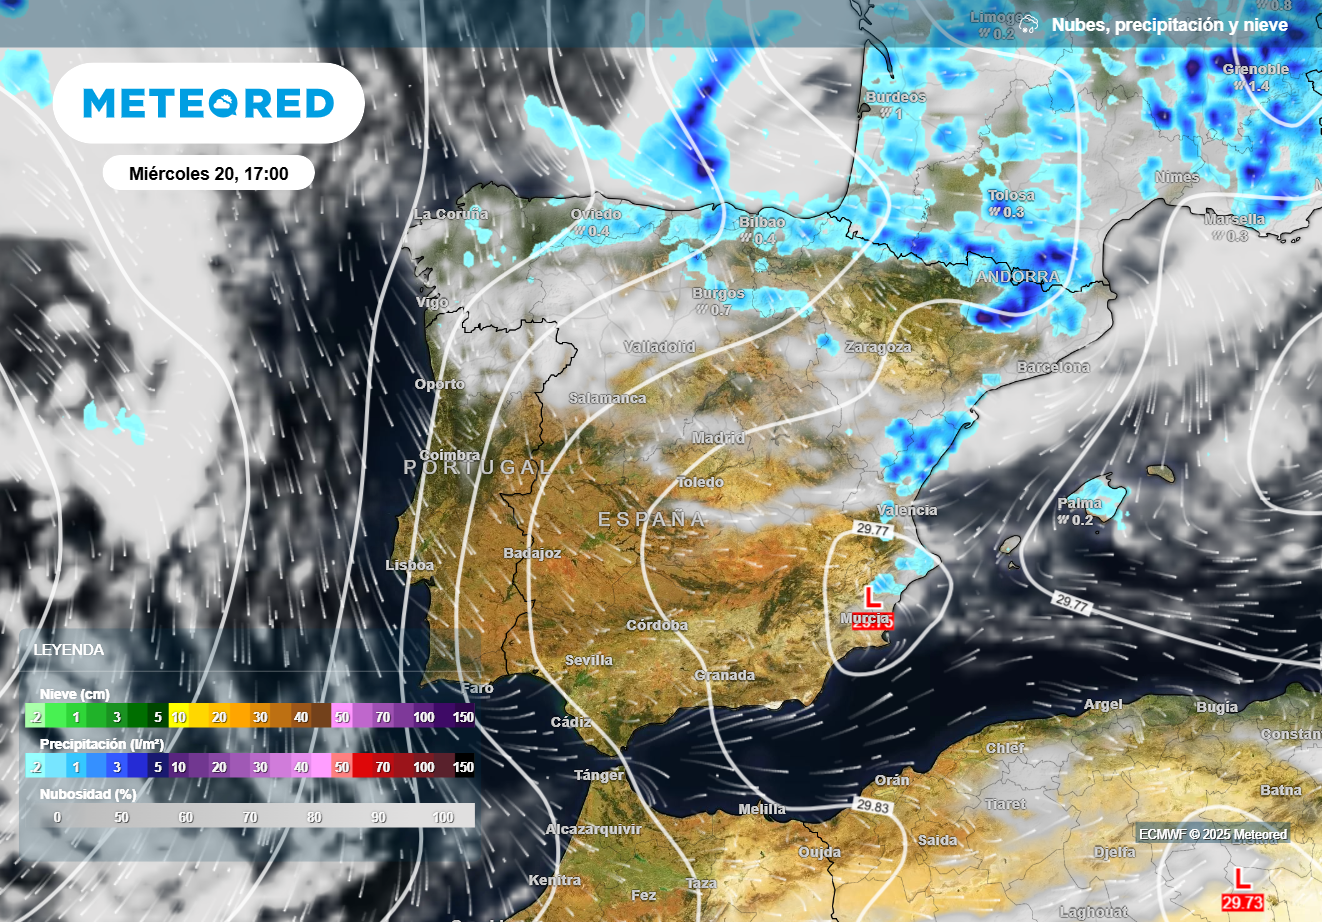 Limoges
0.2
0.8
Nubes, precipitación y nieve
METEORED
Miércoles 20, 17:00
Burdeos
1
Grenoble
1.4
Nimes
Tolosa
0.3
Marsella
0.3
La Coruña
Oviedo
0.4
Bilbao
0.4
ANDORRA
Vigo
Burgos
0.7
Valladolid
Zaragoza
Barcelona
Oporto
Salamanca
Madrid
Coimbra
PORTUGAL
Toledo
ESPAÑA
Valencia
Palma
0.2
29.77
Badajoz
Lisboa
29.77
L
Murcia
Córdoba
Sevilla
Granada
Faro
Cádiz
LEYENDA
Nieve (cm)
.2 1 3 5 10 20 30 40 50 70 100 150
Precipitación (l/m²)
.2 1 3 5 10 20 30 40 50 70 100 150
Nubosidad (%)
0 50 60 70 80 90 100
Argel
Bugía
Constan
Chlef
Tánger
Orán
Batna
Melilla
29.83
Tiaret
Alcazarquivir
Saida
ECMWF © 2025 Meteored
Oujda
Djelfa
Kenitra
Fez
Taza
L
29.73
Laghouat